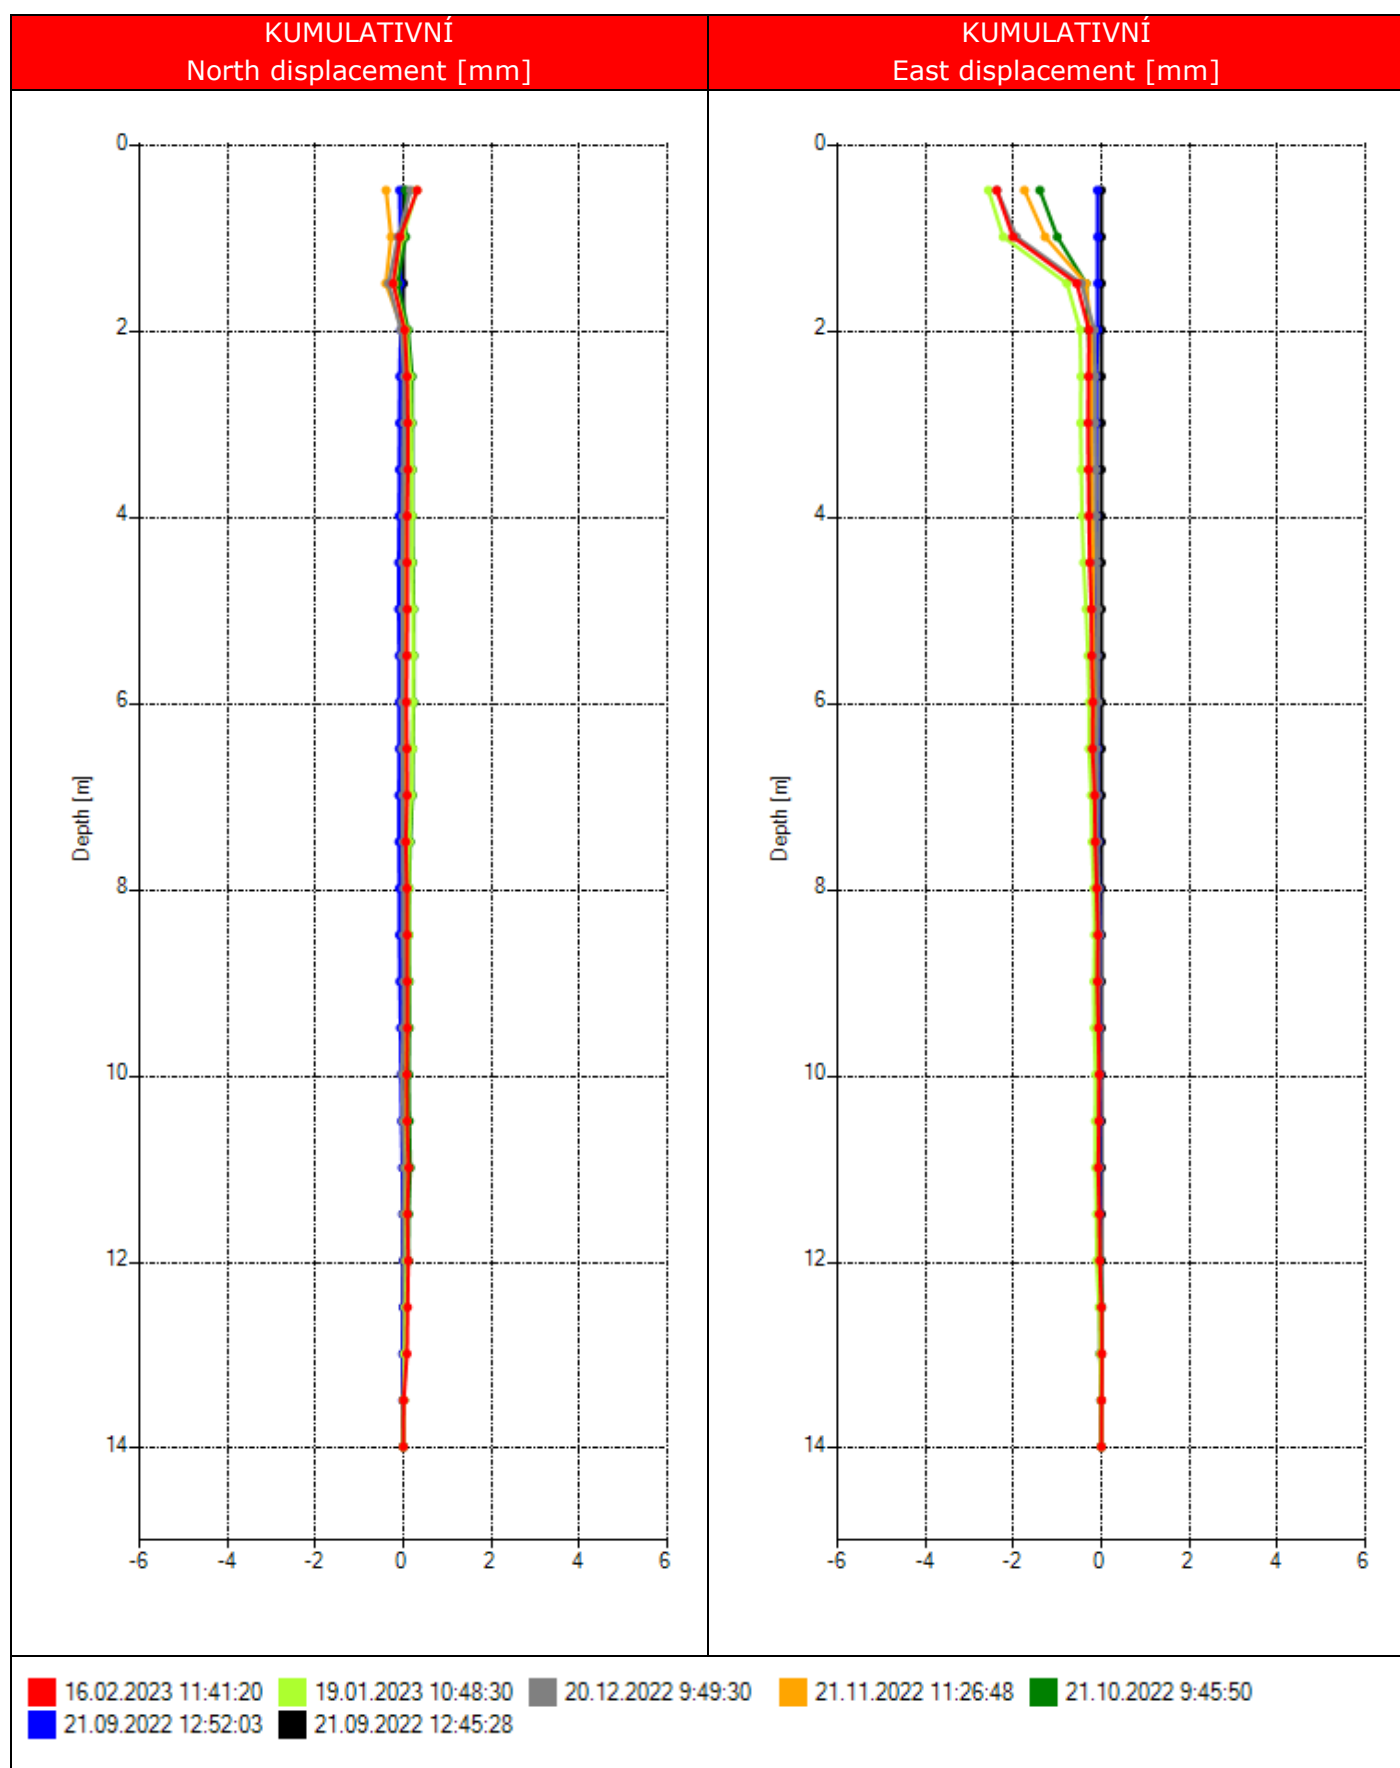 KUMULATIVNÍ
North displacement [mm]
KUMULATIVNÍ
East displacement [mm]
0
2
4
6
8
10
12
14
Depth [m]
-6 -4 -2 0 2 4 6
0
2
4
6
8
10
12
14
Depth [m]
-6 -4 -2 0 2 4 6
16.02.2023 11:41:20 19.01.2023 10:48:30 20.12.2022 9:49:30 21.11.2022 11:26:48 21.10.2022 9:45:50
21.09.2022 12:52:03 21.09.2022 12:45:28